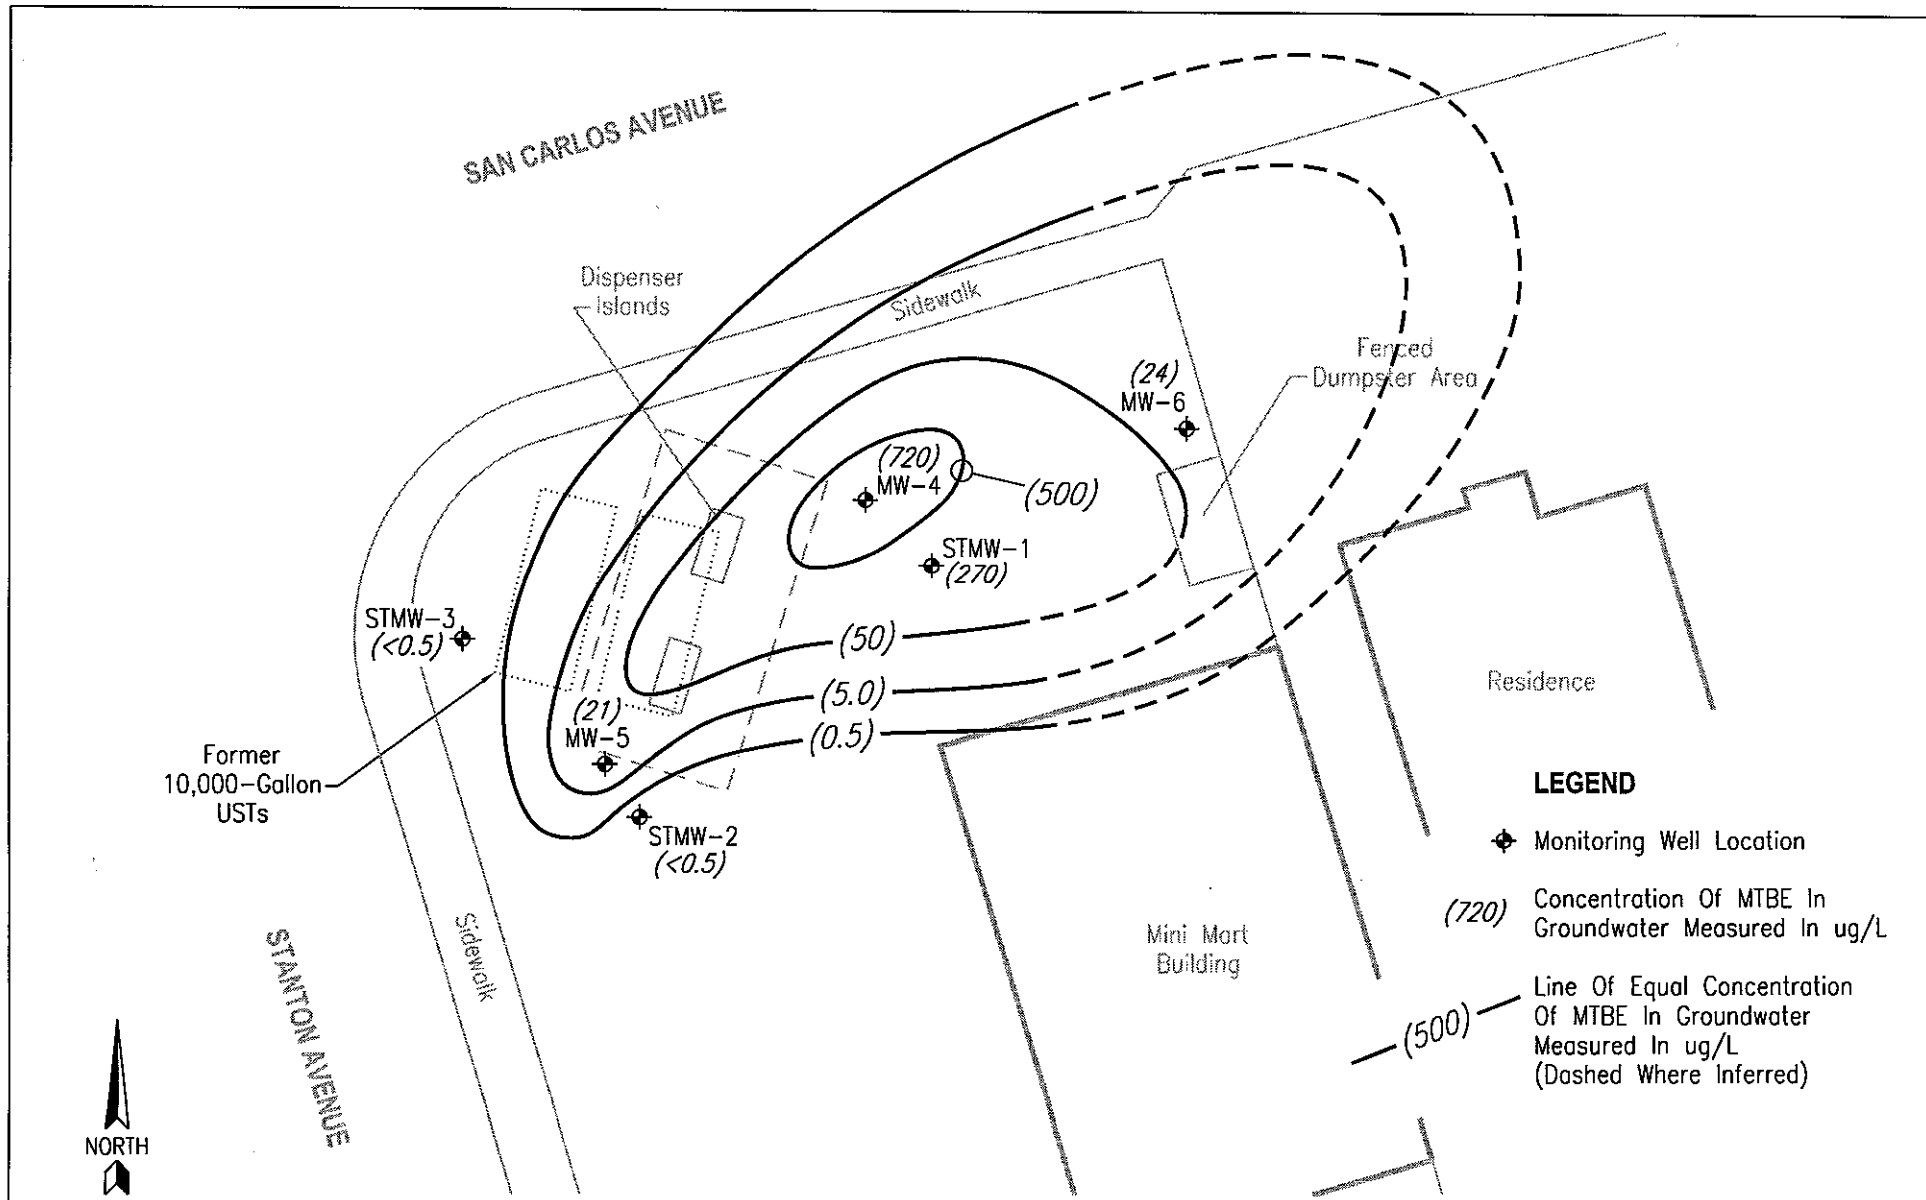 SAN CARLOS AVENUE
Dispenser
Islands
Sidewalk
Fenced
Dumpster Area
(24)
MW-6
(720)
MW-4
(500)
STMW-1
(270)
STMW-3
(<0.5)
(50)
(5.0)
(0.5)
(21)
MW-5
Residence
Former
10,000-Gallon
USTs
STMW-2
(<0.5)
Sidewalk
STANTON AVENUE
Mini Mart
Building
NORTH
LEGEND
Monitoring Well Location
(720) Concentration Of MTBE In
Groundwater Measured In ug/L
(500) Line Of Equal Concentration
Of MTBE In Groundwater
Measured In ug/L
(Dashed Where Inferred)